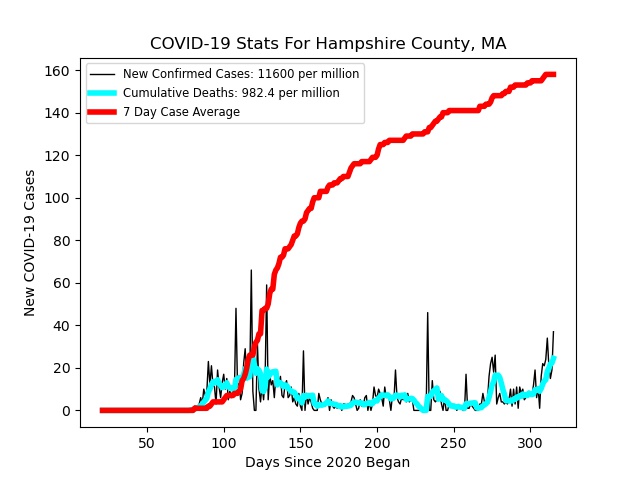 COVID-19 Stats For Hampshire County, MA
New Confirmed Cases: 11600 per million
Cumulative Deaths: 982.4 per million
7 Day Case Average
New COVID-19 Cases
160
140
120
100
80
60
40
20
0
50 100 150 200 250 300
Days Since 2020 Began